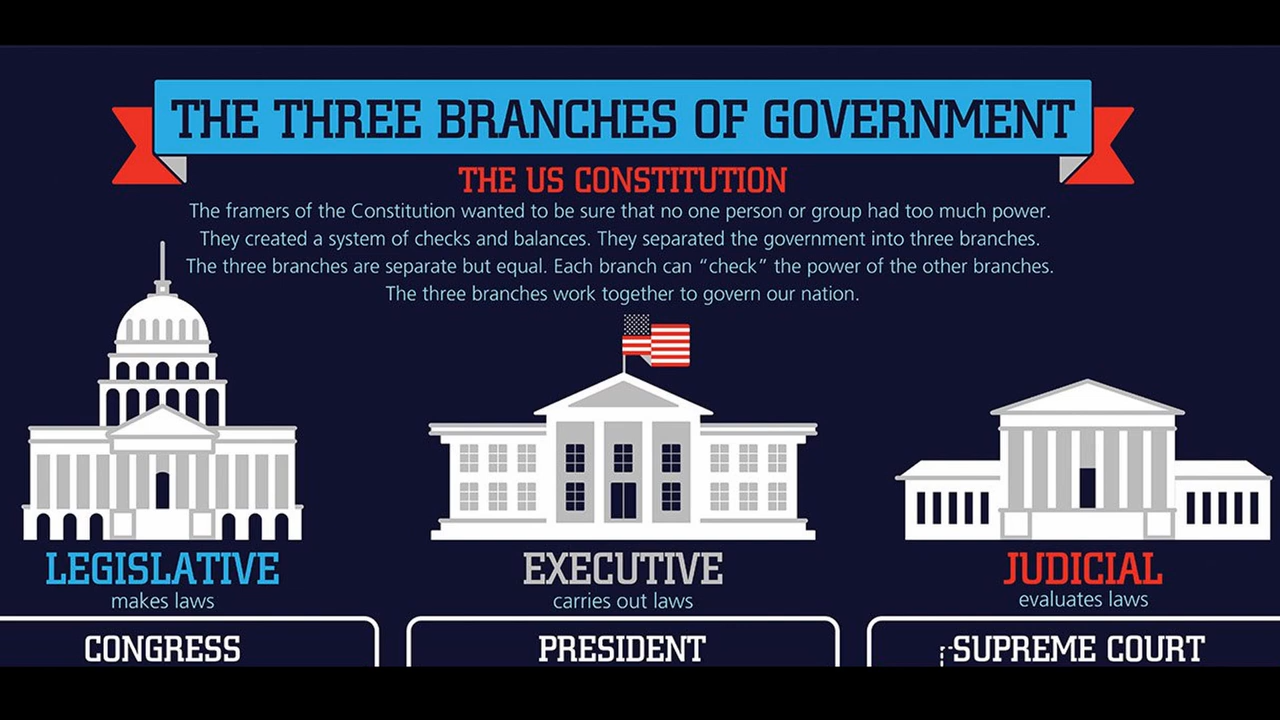 THE THREE BRANCHES OF GOVERNMENT
THE US CONSTITUTION
The framers of the Constitution wanted to be sure that no one person or group had too much power.
They created a system of checks and balances. They separated the government into three branches.
The three branches are separate but equal. Each branch can “check” the power of the other branches.
The three branches work together to govern our nation.
LEGISLATIVE
makes laws
CONGRESS
EXECUTIVE
carries out laws
PRESIDENT
JUDICIAL
evaluates laws
SUPREME COURT